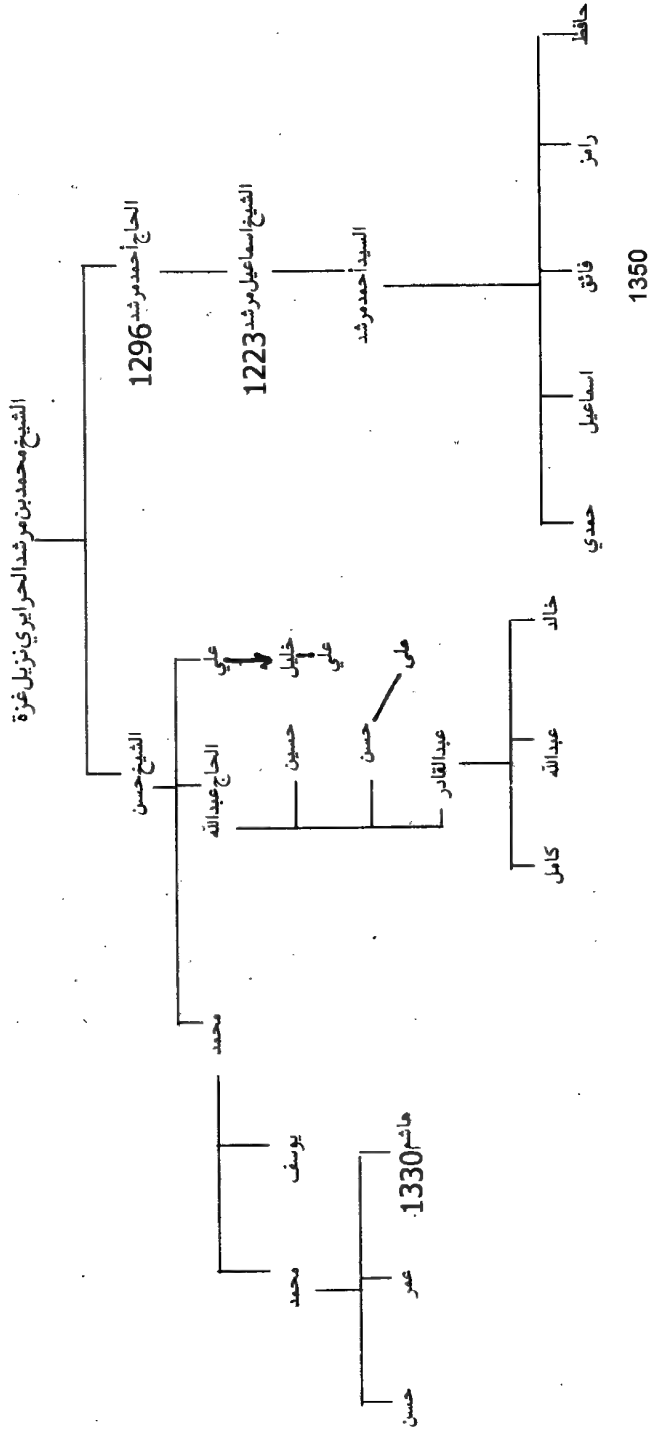 الشيخ محمد بن مرشد الحرايري نزيل غزة
الحاج أحمد مرشد 1296
الشيخ حسن
الشيخ اسماعيل مرشد 1223
علي
الحاج عبدالله
محمد
خليل
حسين
يوسف
محمد
علي
السيد أحمد مرشد
حسن
علي
عبدالقادر
هاشم 1330
عمر
حسن
حافظ
رامز
فائق
اسماعيل
حمدي
خالد
عبدالله
كامل
1350